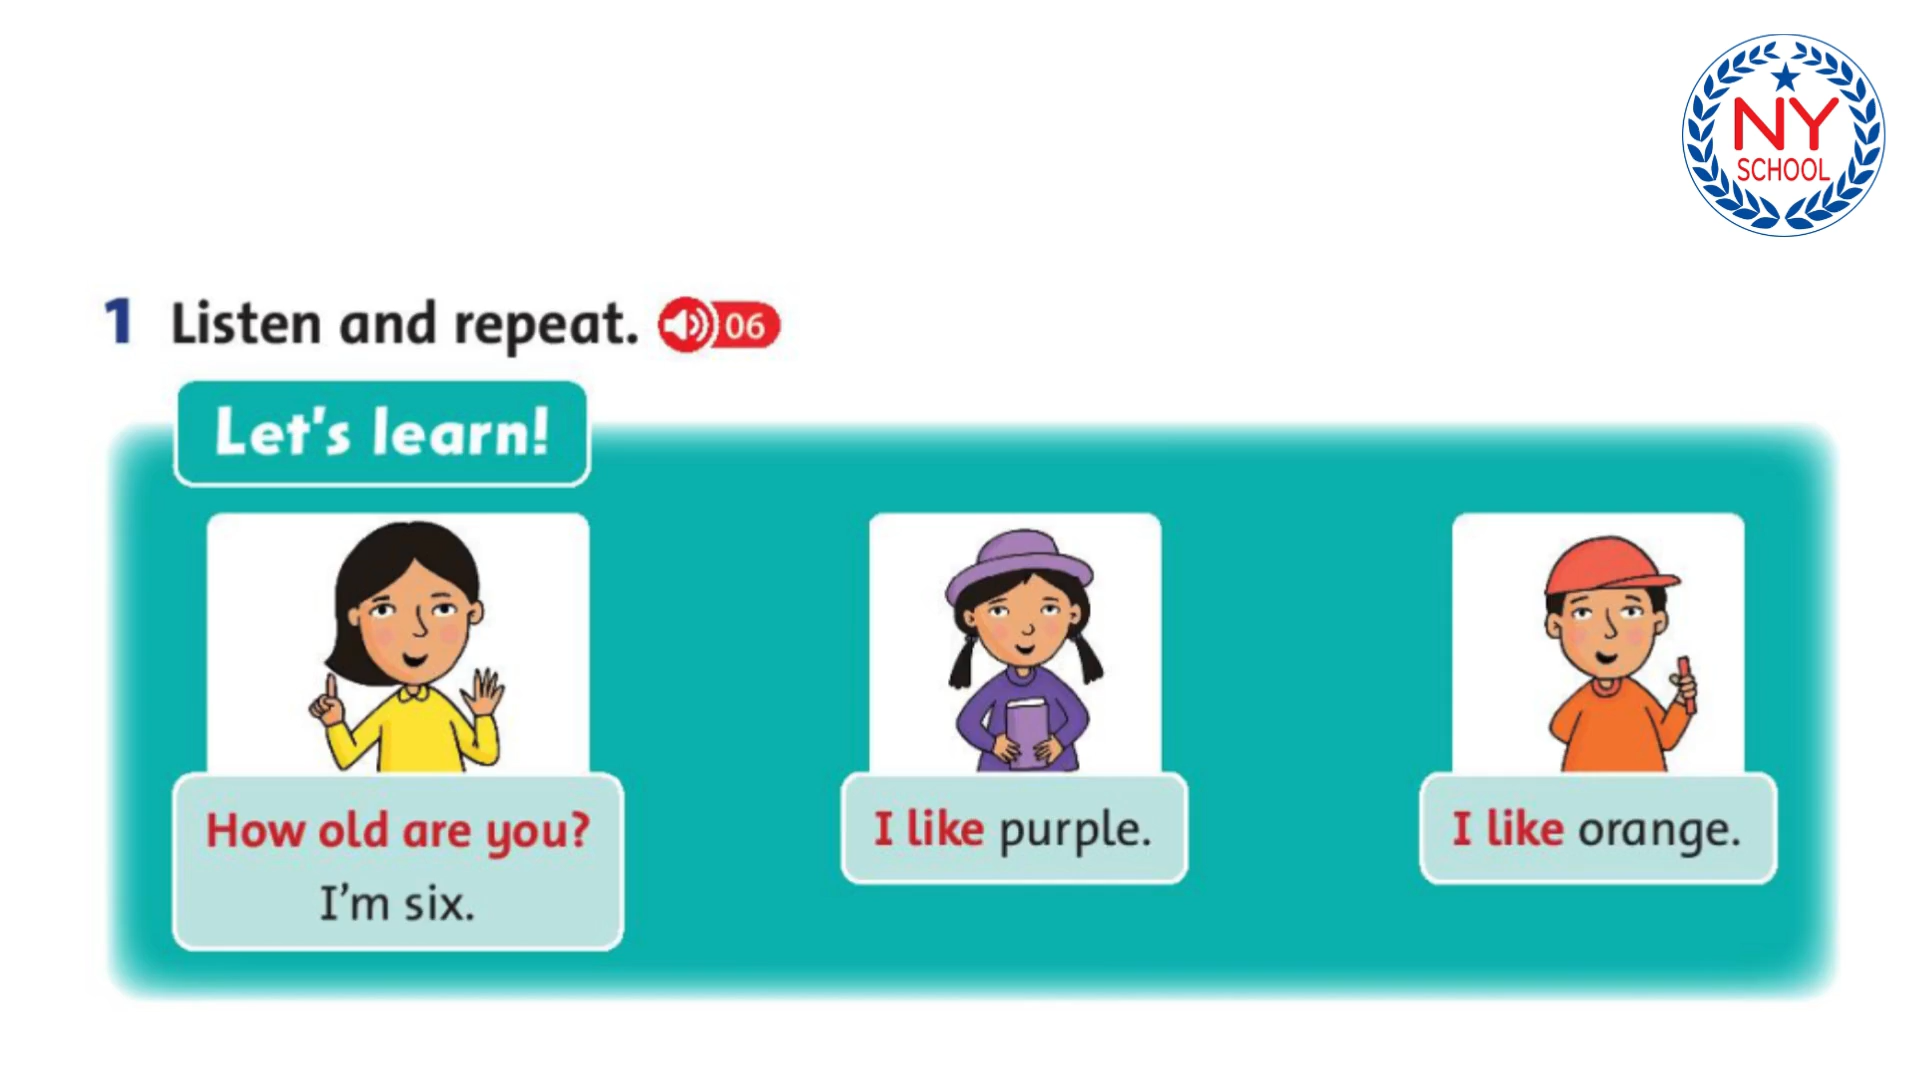 NY
SCHOOL
1 Listen and repeat. 06
Let's learn!
How old are you?
I'm six.
I like purple.
I like orange.